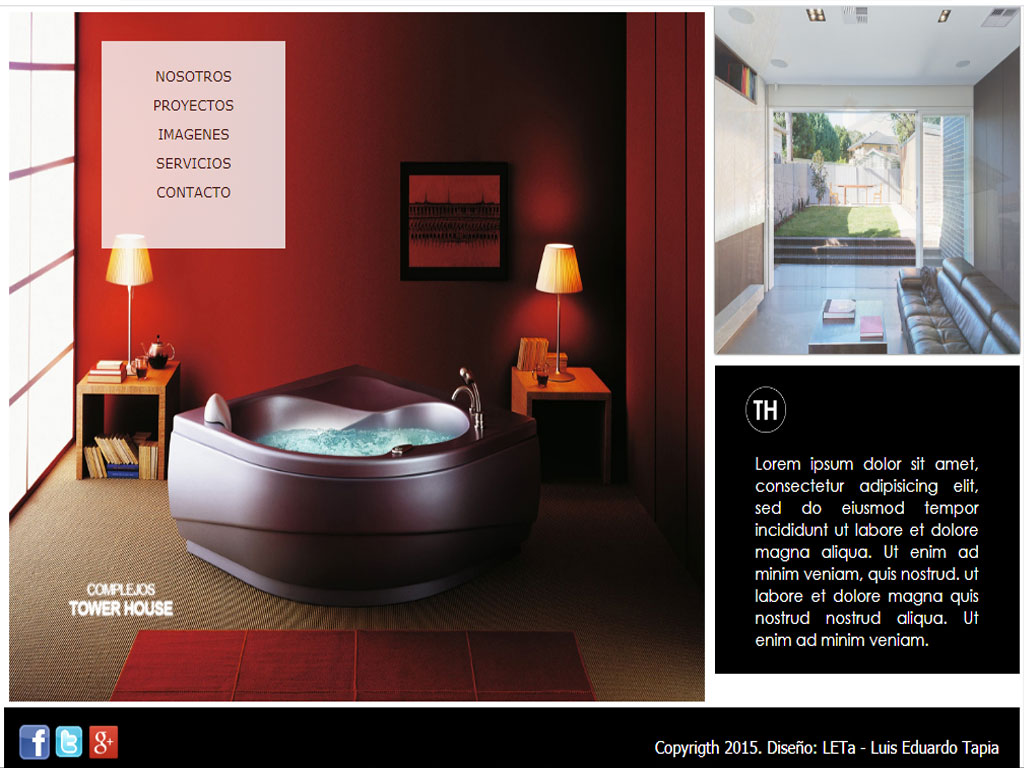 NOSOTROS
PROYECTOS
IMAGENES
SERVICIOS
CONTACTO
COMPLEJOS
TOWER HOUSE
TH
Lorem ipsum dolor sit amet,
consectetur adipisicing elit,
sed do eiusmod tempor
incididunt ut labore et dolore
magna aliqua. Ut enim ad
minim veniam, quis nostrud. ut
labore et dolore magna quis
nostrud nostrud aliqua. Ut
enim ad minim veniam.
Copyrigth 2015. Diseño: LETa - Luis Eduardo Tapia